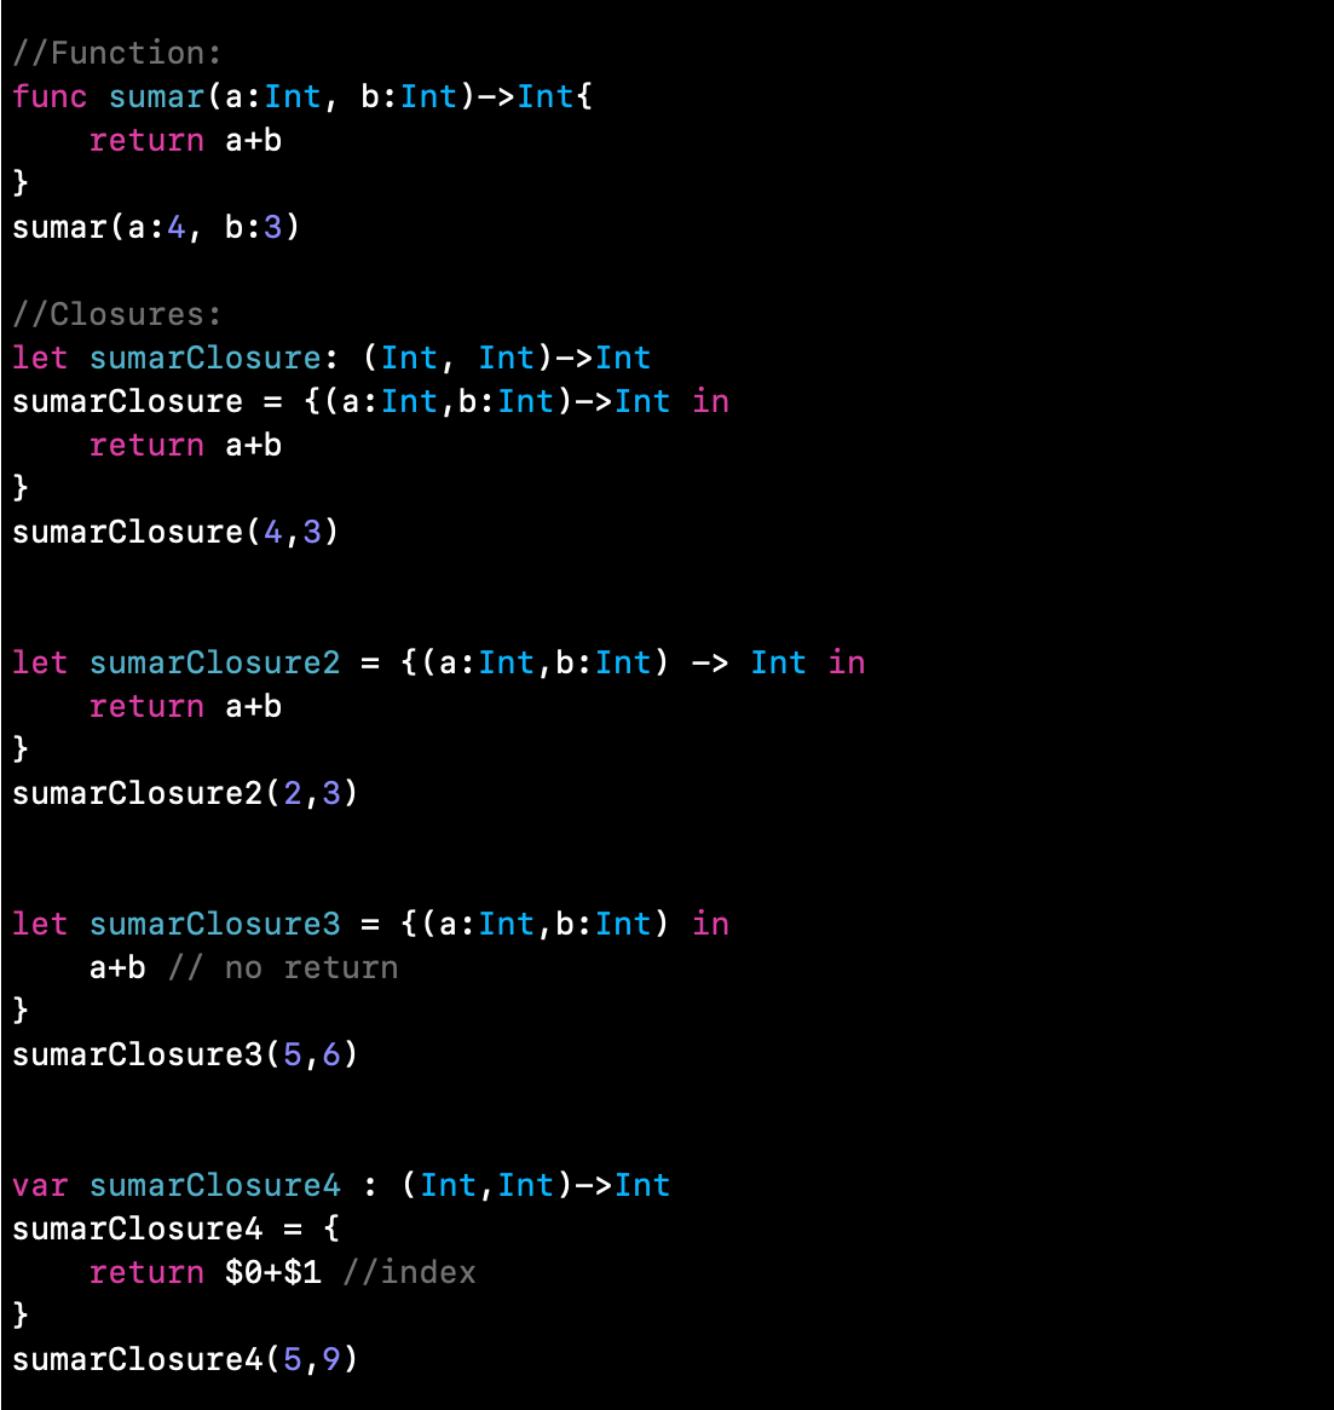 //Function:
func sumar(a:Int, b:Int)->Int{
    return a+b
}
sumar(a:4, b:3)
//Closures:
let sumarClosure: (Int, Int)->Int
sumarClosure = {(a:Int,b:Int)->Int in
    return a+b
}
sumarClosure(4,3)
let sumarClosure2 = {(a:Int,b:Int) -> Int in
    return a+b
}
sumarClosure2(2,3)
let sumarClosure3 = {(a:Int,b:Int) in
    a+b // no return
}
sumarClosure3(5,6)
var sumarClosure4 : (Int,Int)->Int
sumarClosure4 = {
    return $0+$1 //index
}
sumarClosure4(5,9)